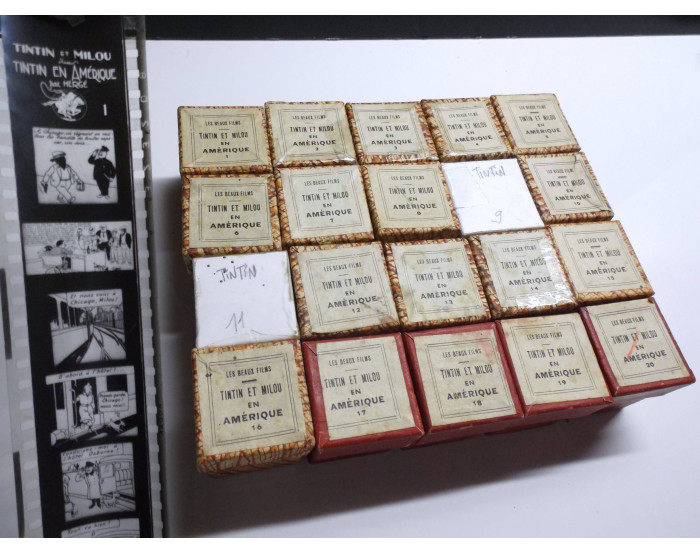 TINTIN ET MILOU
dans
TINTIN EN AMÉRIQUE
par HERGÉ
1
Et nous voici à
Chicago, Milou!
D'abord à l'hôtel!
LES BEAUX FILMS
TINTIN ET MILOU
EN
AMÉRIQUE
LES BEAUX FILMS
TINTIN ET MILOU
EN
AMÉRIQUE
2
LES BEAUX FILMS
TINTIN ET MILOU
EN
AMÉRIQUE
3
LES BEAUX FILMS
TINTIN ET MILOU
EN
AMÉRIQUE
LES BEAUX FILMS
TINTIN ET MILOU
EN
AMÉRIQUE
LES BEAUX FILMS
TINTIN ET MILOU
EN
AMÉRIQUE
6
LES BEAUX FILMS
TINTIN ET MILOU
EN
AMÉRIQUE
7
LES BEAUX FILMS
TINTIN ET MILOU
EN
AMÉRIQUE
8
TINTIN
9
LES BEAUX FILMS
TINTIN ET MILOU
EN
AMÉRIQUE
10
TINTIN
11
LES BEAUX FILMS
TINTIN ET MILOU
EN
AMÉRIQUE
12
LES BEAUX FILMS
TINTIN ET MILOU
EN
AMÉRIQUE
13
LES BEAUX FILMS
TINTIN ET MILOU
EN
AMÉRIQUE
14
LES BEAUX FILMS
TINTIN ET MILOU
EN
AMÉRIQUE
15
LES BEAUX FILMS
TINTIN ET MILOU
EN
AMÉRIQUE
16
LES BEAUX FILMS
TINTIN ET MILOU
EN
AMÉRIQUE
17
LES BEAUX FILMS
TINTIN ET MILOU
EN
AMÉRIQUE
18
LES BEAUX FILMS
TINTIN ET MILOU
EN
AMÉRIQUE
19
LES BEAUX FILMS
TINTIN ET MILOU
EN
AMÉRIQUE
20